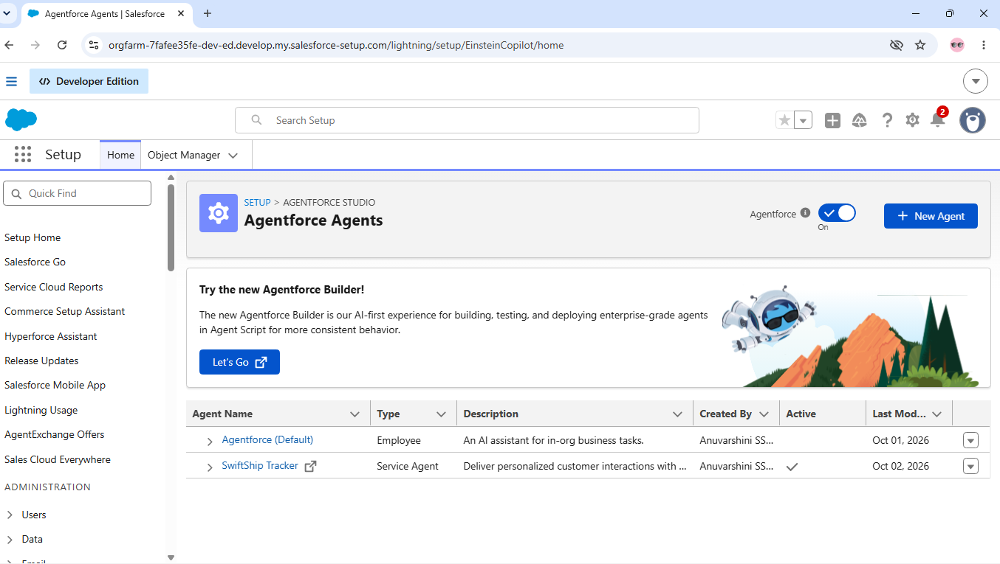 Agentforce Agents | Salesforce
orgfarm-7fafee35fe-dev-ed.develop.my.salesforce-setup.com/lightning/setup/EinsteinCopilot/home
</> Developer Edition
Search Setup
2
Setup
Home
Object Manager
Quick Find
Setup Home
Salesforce Go
Service Cloud Reports
Commerce Setup Assistant
Hyperforce Assistant
Release Updates
Salesforce Mobile App
Lightning Usage
AgentExchange Offers
Sales Cloud Everywhere
ADMINISTRATION
Users
Data
Email
SETUP > AGENTFORCE STUDIO
Agentforce Agents
Agentforce
On
New Agent
Try the new Agentforce Builder!
The new Agentforce Builder is our AI-first experience for building, testing, and deploying enterprise-grade agents
in Agent Script for more consistent behavior.
Let's Go
Agent Name Type Description Created By Active Last Mod...
Agentforce (Default) Employee An AI assistant for in-org business tasks. Anuvarshini SS... Oct 01, 2026
SwiftShip Tracker Service Agent Deliver personalized customer interactions with ... Anuvarshini SS... Oct 02, 2026